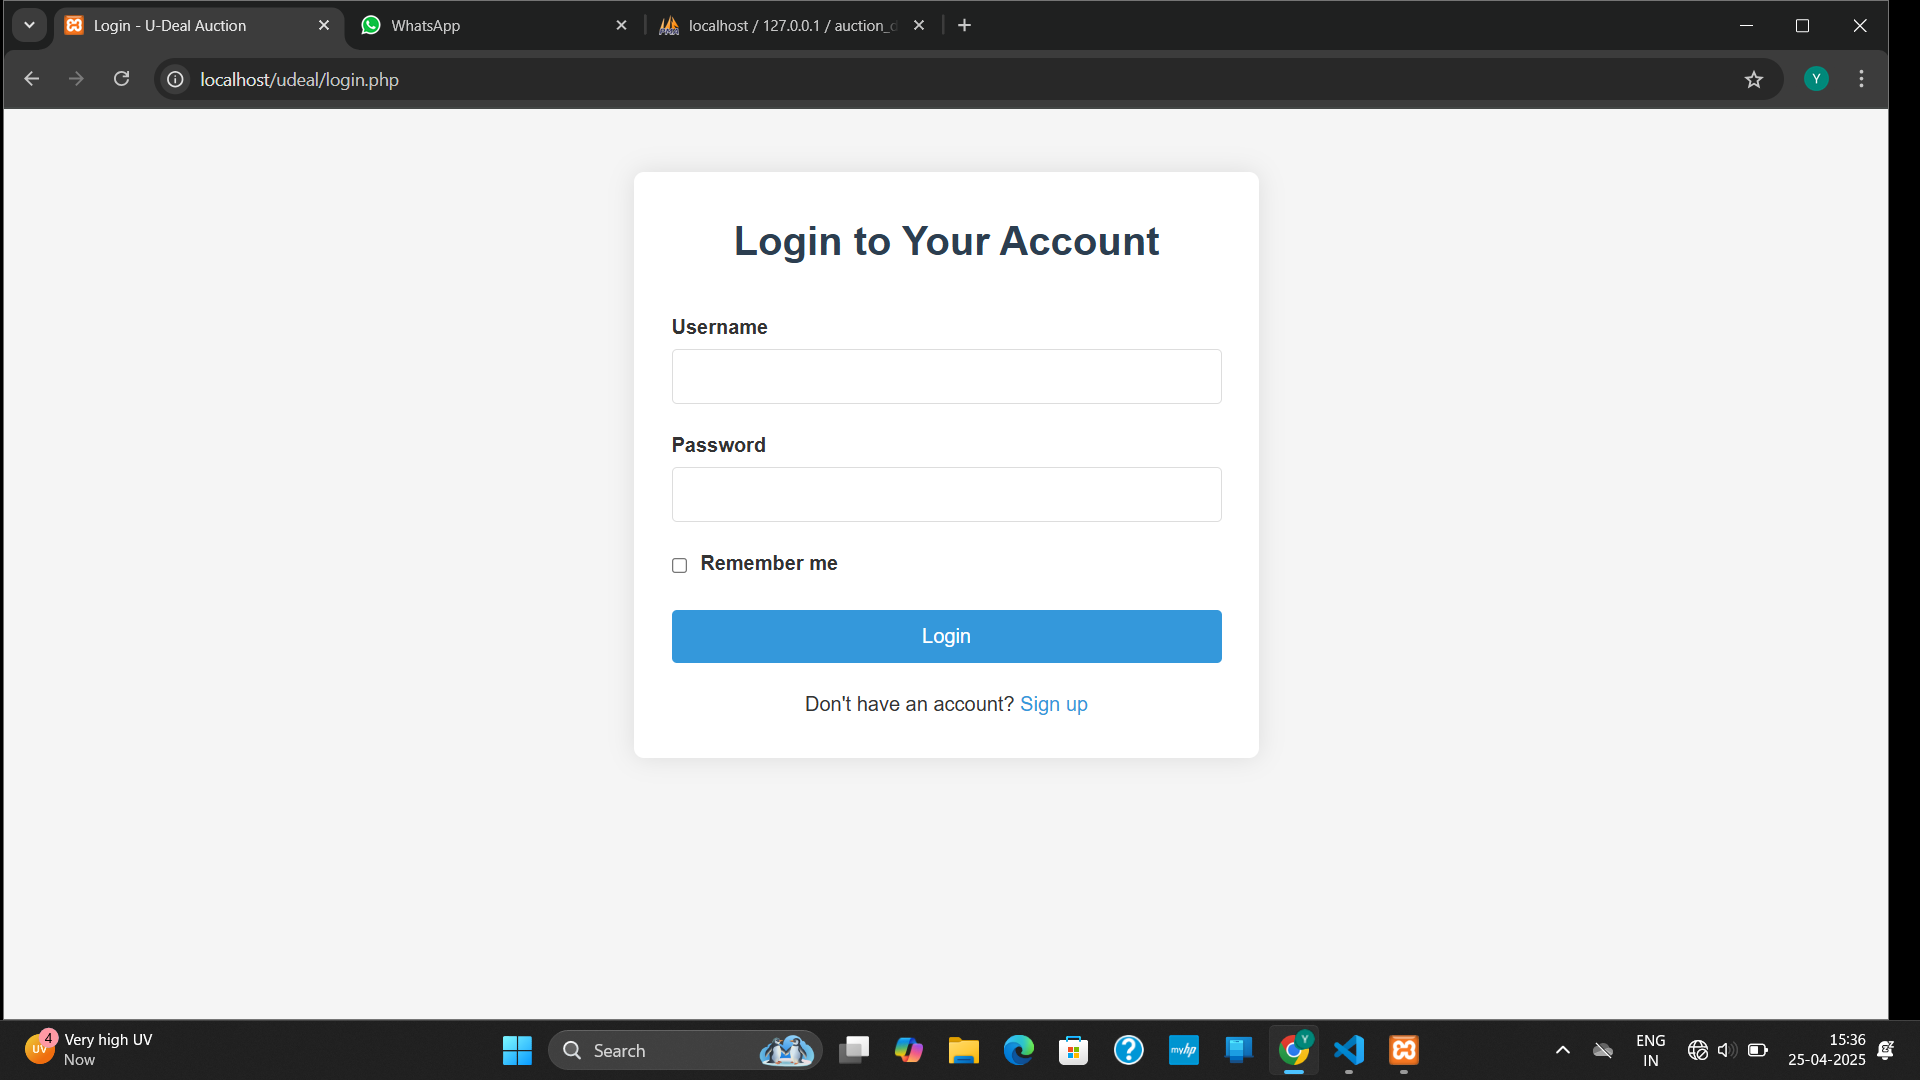 Login - U-Deal Auction
WhatsApp
localhost / 127.0.0.1 / auction_d
localhost/udeal/login.php
Y
Login to Your Account
Username
Password
Remember me
Login
Don't have an account? Sign up
4
UV
Very high UV
Now
Search
myhp
Y
ENG
IN
15:36
25-04-2025